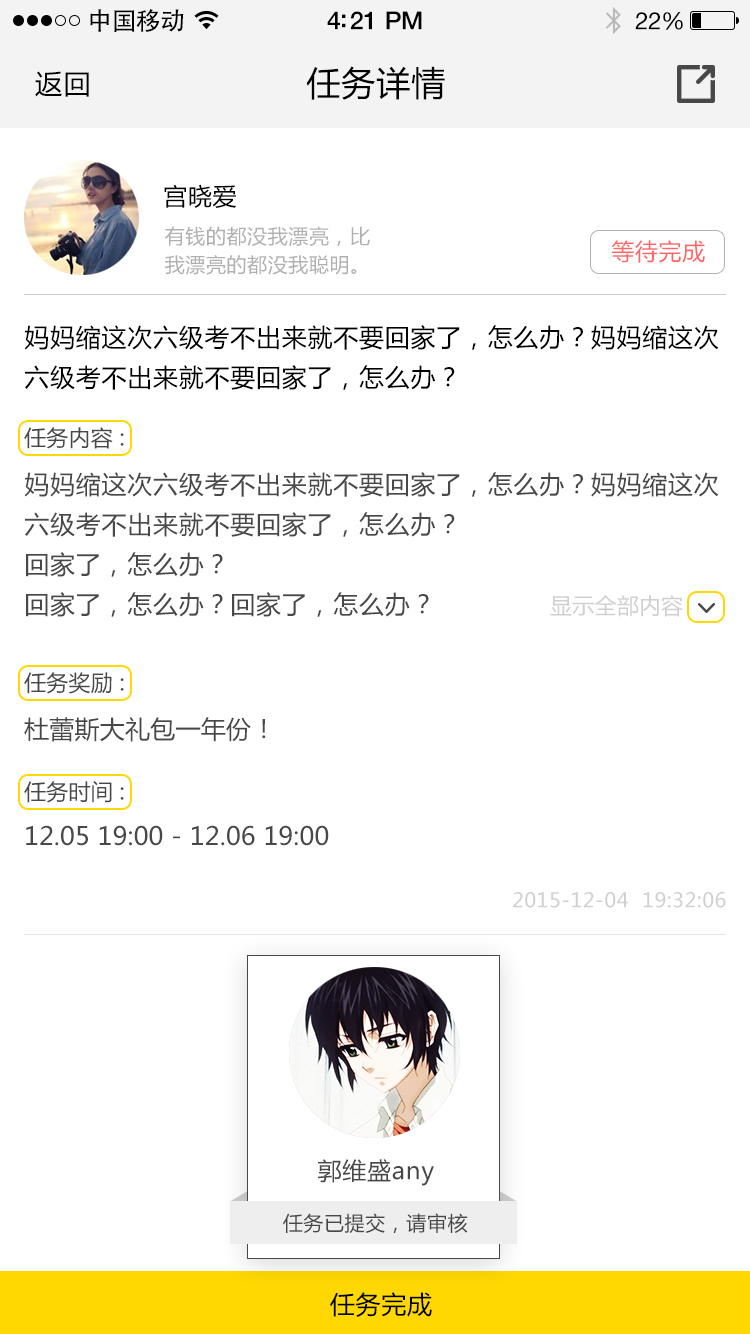 中国移动 4:21 PM 22%
返回 任务详情
宫晓爱
有钱的都没我漂亮，比
我漂亮的都没我聪明。
等待完成
妈妈缩这次六级考不出来就不要回家了，怎么办？妈妈缩这次
六级考不出来就不要回家了，怎么办？
任务内容：
妈妈缩这次六级考不出来就不要回家了，怎么办？妈妈缩这次
六级考不出来就不要回家了，怎么办？
回家了，怎么办？
回家了，怎么办？回家了，怎么办？ 显示全部内容
任务奖励：
杜蕾斯大礼包一年份！
任务时间：
12.05 19:00 - 12.06 19:00
2015-12-04 19:32:06
郭维盛any
任务已提交，请审核
任务完成